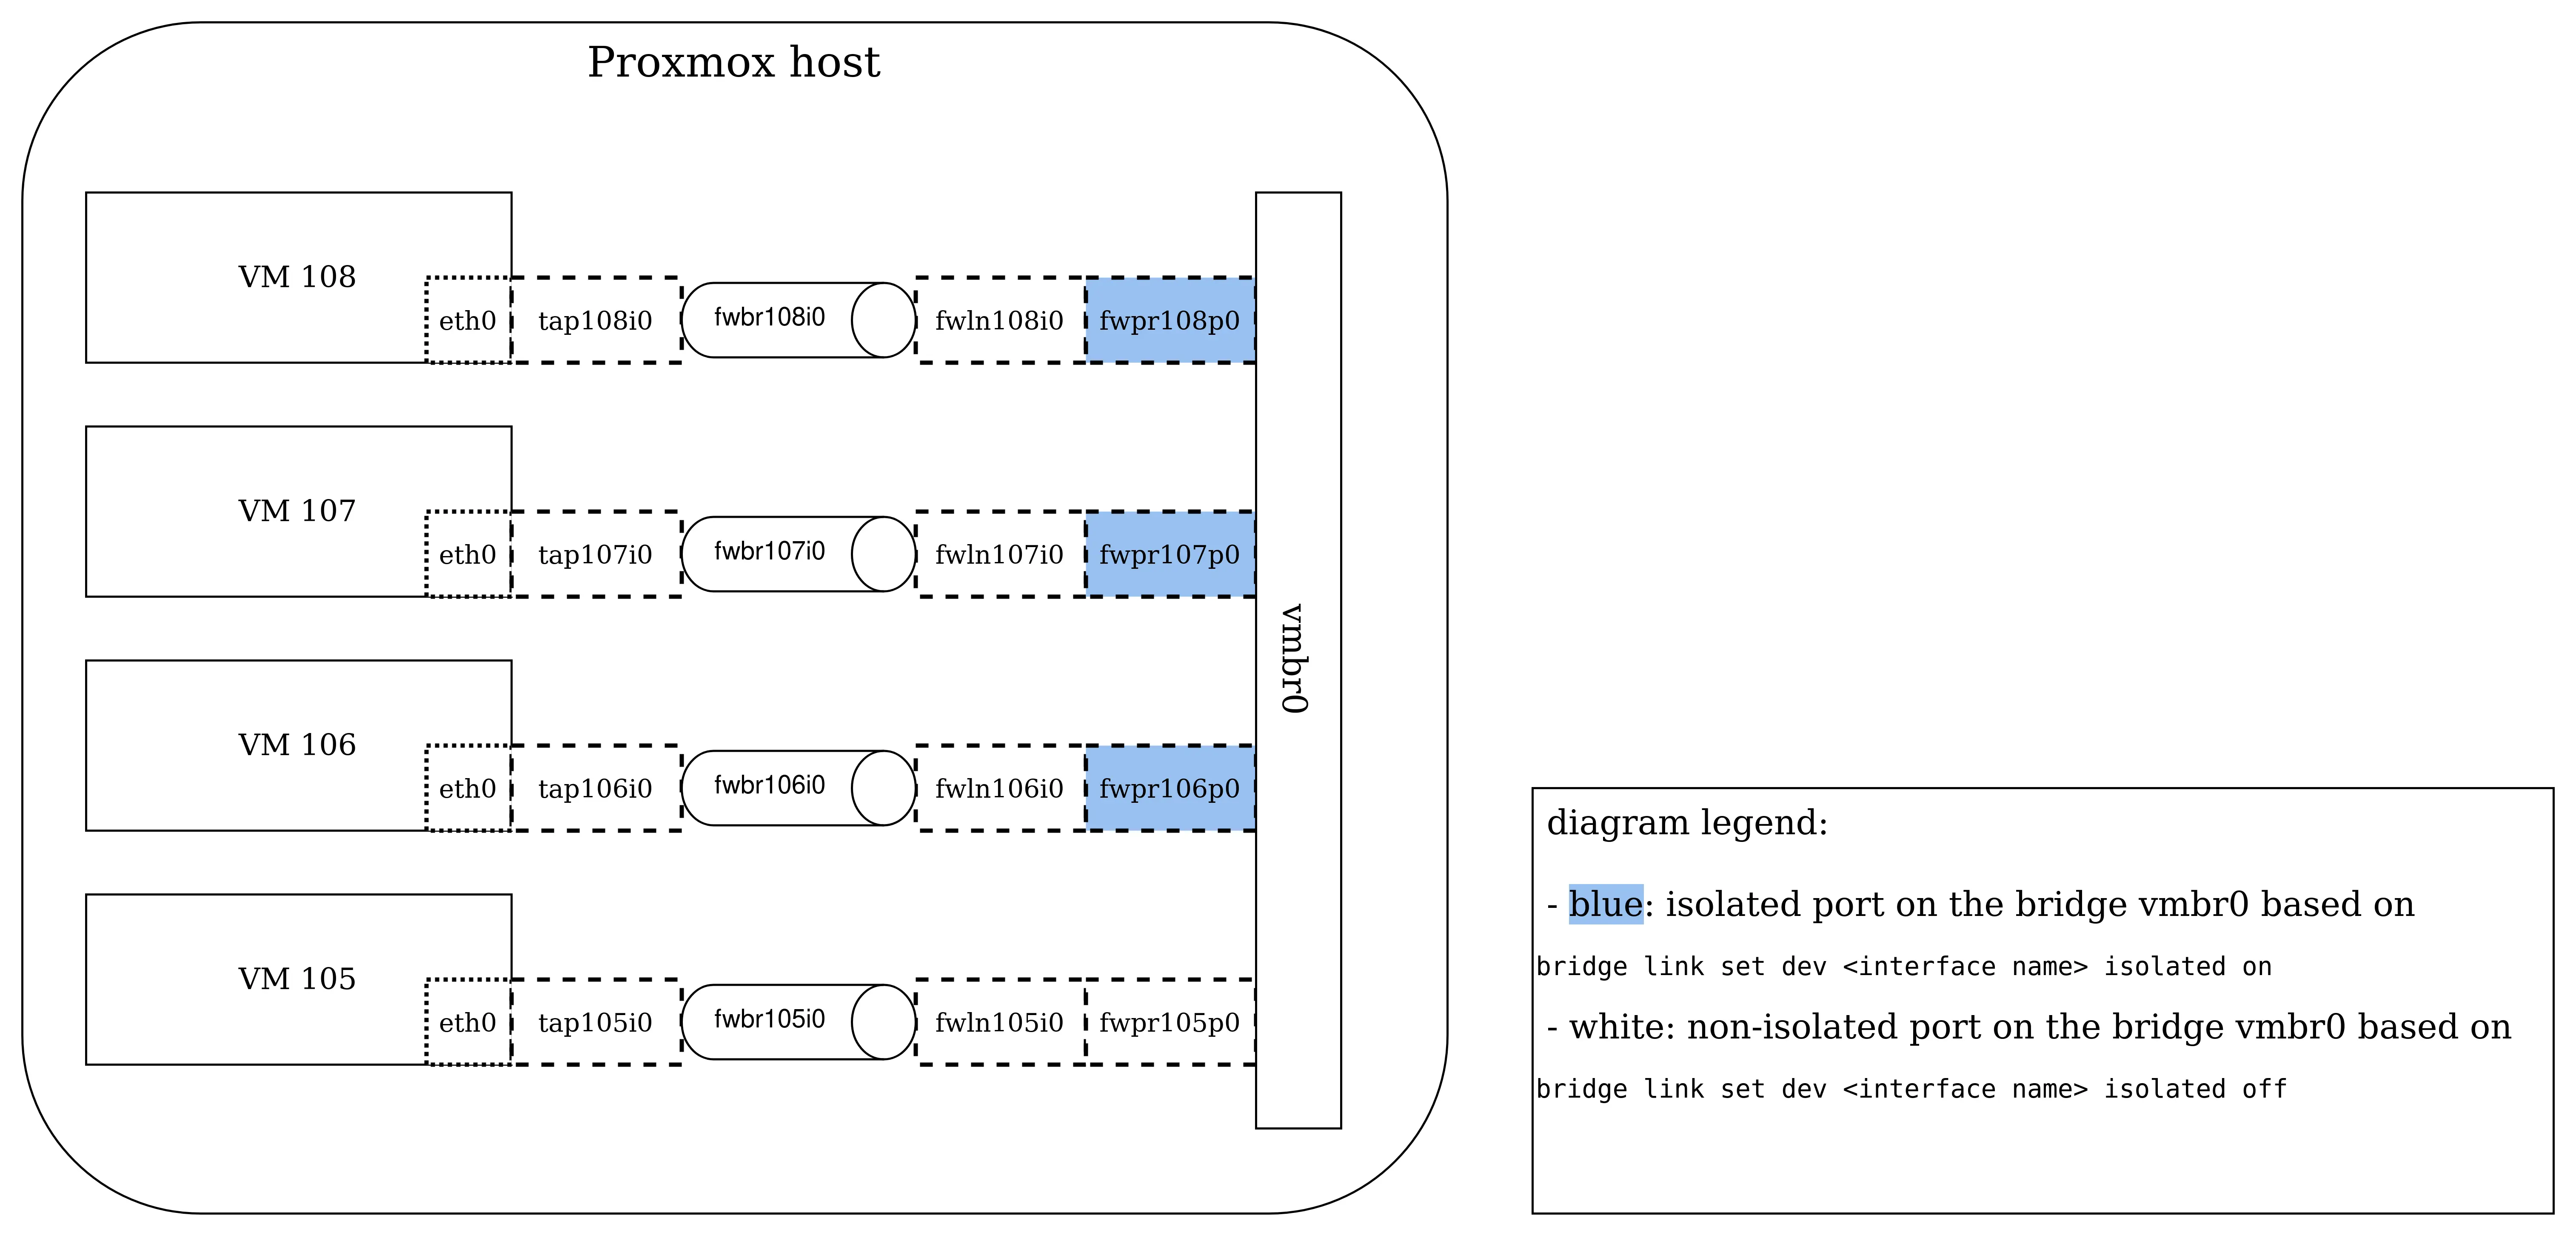 Proxmox host
VM 108
eth0
tap108i0
fwbr108i0
fwln108i0
fwpr108p0
VM 107
eth0
tap107i0
fwbr107i0
fwln107i0
fwpr107p0
vmbr0
VM 106
eth0
tap106i0
fwbr106i0
fwln106i0
fwpr106p0
VM 105
eth0
tap105i0
fwbr105i0
fwln105i0
fwpr105p0
diagram legend:
- blue: isolated port on the bridge vmbr0 based on
bridge link set dev <interface name> isolated on
- white: non-isolated port on the bridge vmbr0 based on
bridge link set dev <interface name> isolated off